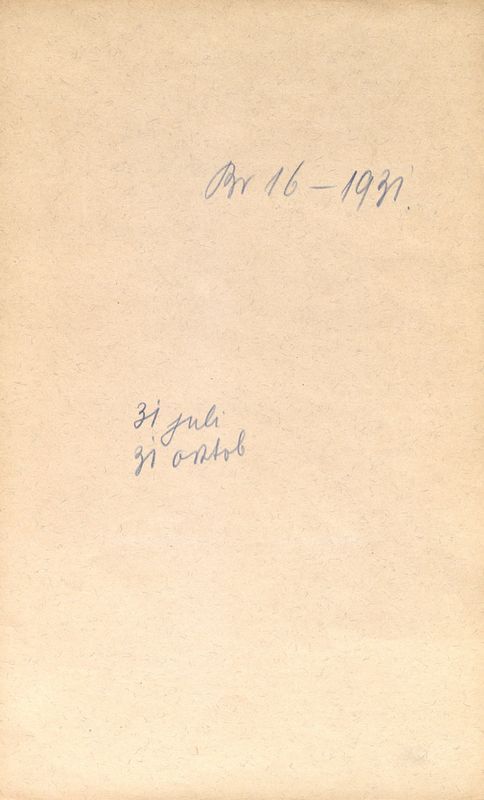 Br 16 – 1931.
31 juli
31 oktob